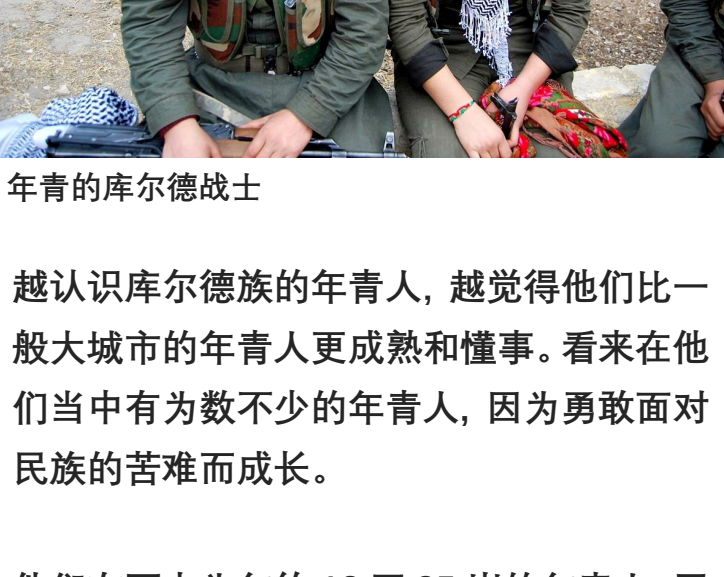 年青的库尔德战士
越认识库尔德族的年青人, 越觉得他们比一
般大城市的年青人更成熟和懂事。看来在他
们当中有为数不少的年青人, 因为勇敢面对
民族的苦难而成长。